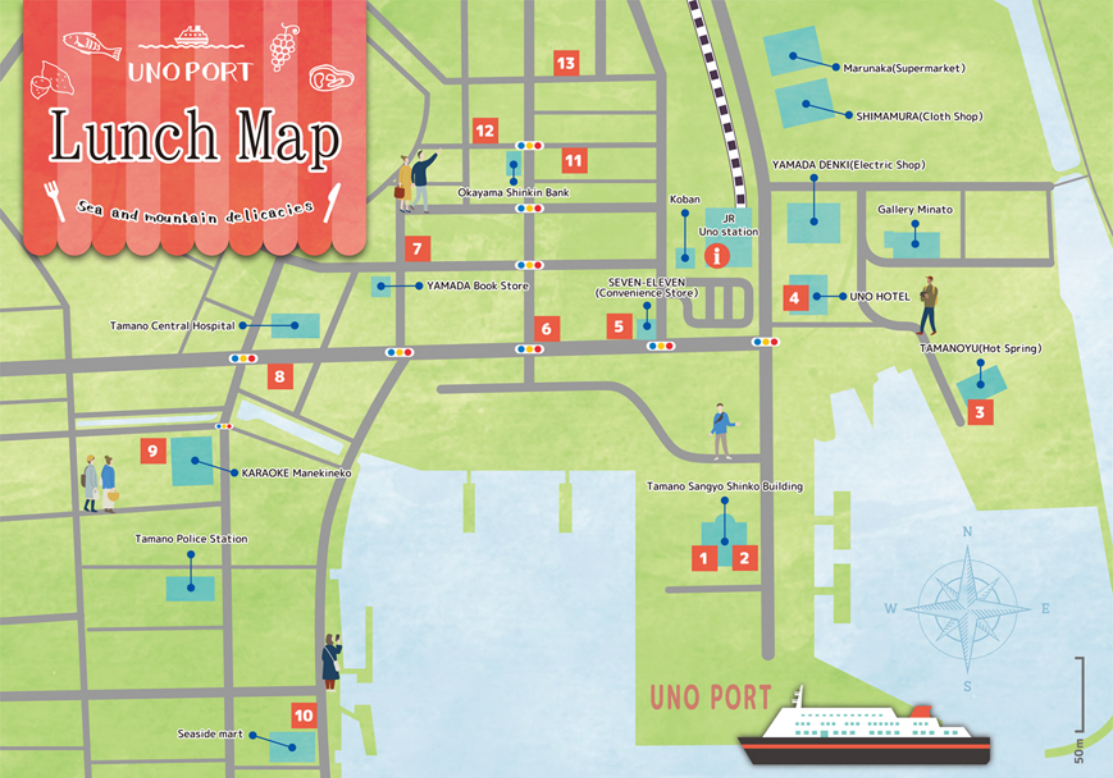 UNO PORT
Lunch Map
Sea and mountain delicacies
13
Marunaka(Supermarket)
SHIMAMURA(Cloth Shop)
12
11
Okayama Shinkin Bank
YAMADA DENKI(Electric Shop)
Koban
JR
Uno station
i
Gallery Minato
7
YAMADA Book Store
SEVEN-ELEVEN
(Convenience Store)
4
UNO HOTEL
Tamano Central Hospital
6
5
TAMANOYU(Hot Spring)
8
3
9
KARAOKE Manekineko
Tamano Sangyo Shinko Building
1
2
Tamano Police Station
N
W
E
S
UNO PORT
10
Seaside mart
50m